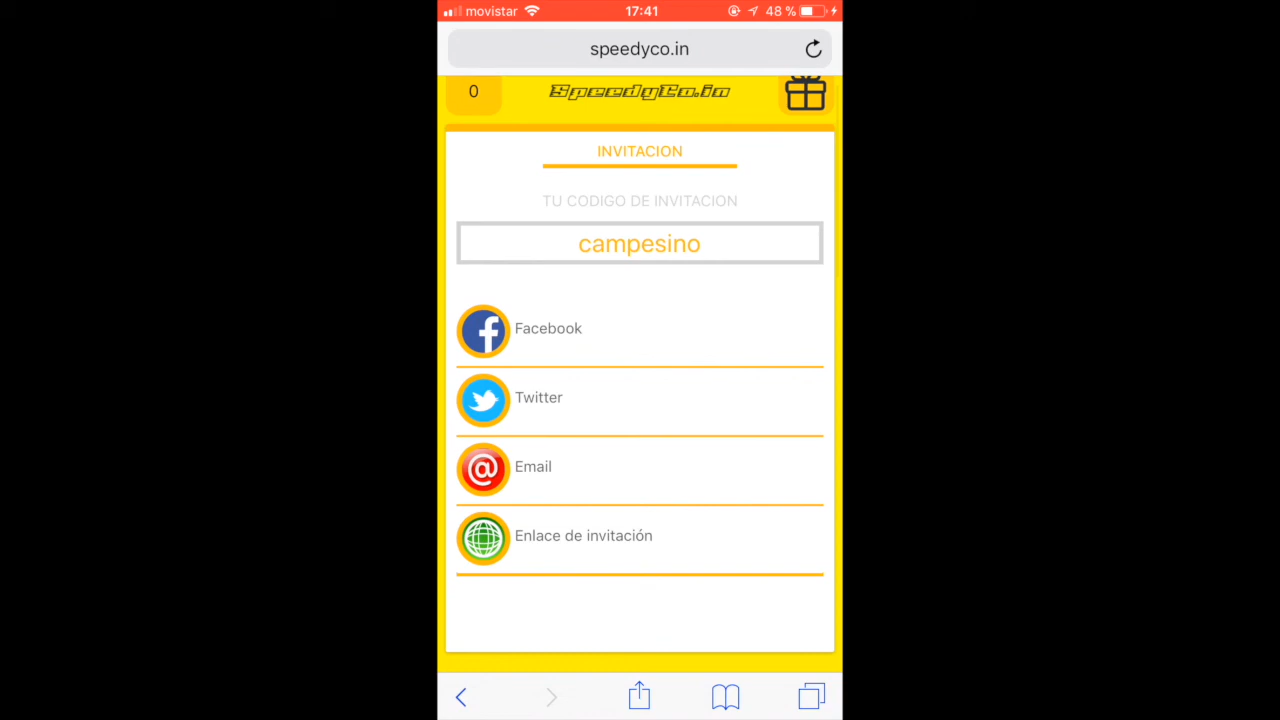 movistar 17:41 48 %
speedyco.in
0 SpeedyCo.in
INVITACION
TU CODIGO DE INVITACION
campesino
Facebook
Twitter
Email
Enlace de invitación